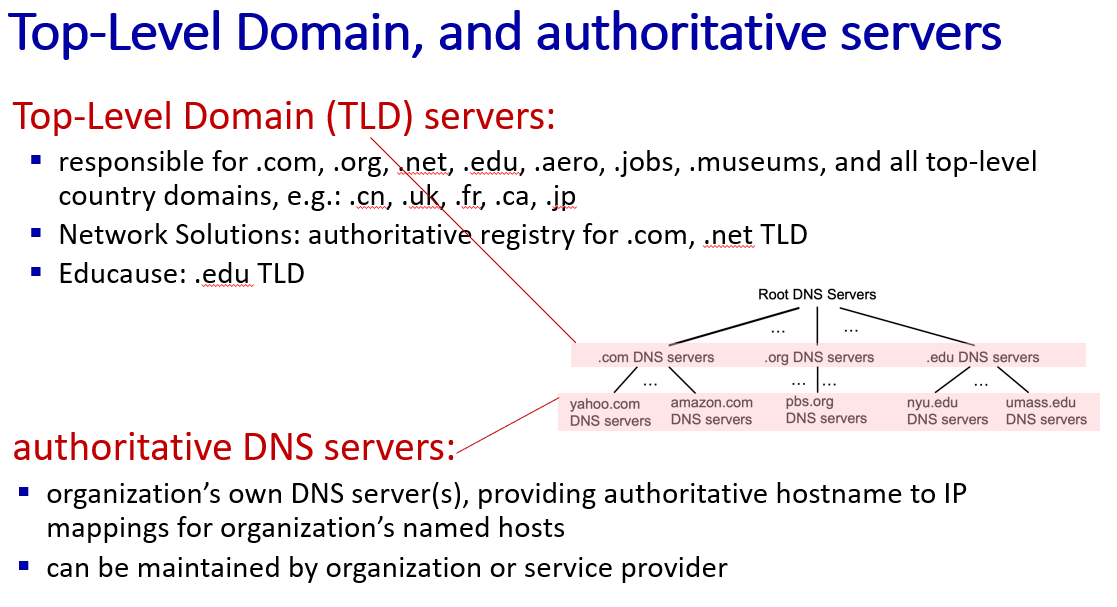 Top-Level Domain, and authoritative servers
Top-Level Domain (TLD) servers:
▪ responsible for .com, .org, .net, .edu, .aero, .jobs, .museums, and all top-level
country domains, e.g.: .cn, .uk, .fr, .ca, .jp
▪ Network Solutions: authoritative registry for .com, .net TLD
▪ Educause: .edu TLD
Root DNS Servers
... ...
.com DNS servers .org DNS servers .edu DNS servers
... ... ... ...
yahoo.com amazon.com pbs.org nyu.edu umass.edu
DNS servers DNS servers DNS servers DNS servers DNS servers
authoritative DNS servers:
▪ organization’s own DNS server(s), providing authoritative hostname to IP
mappings for organization’s named hosts
▪ can be maintained by organization or service provider